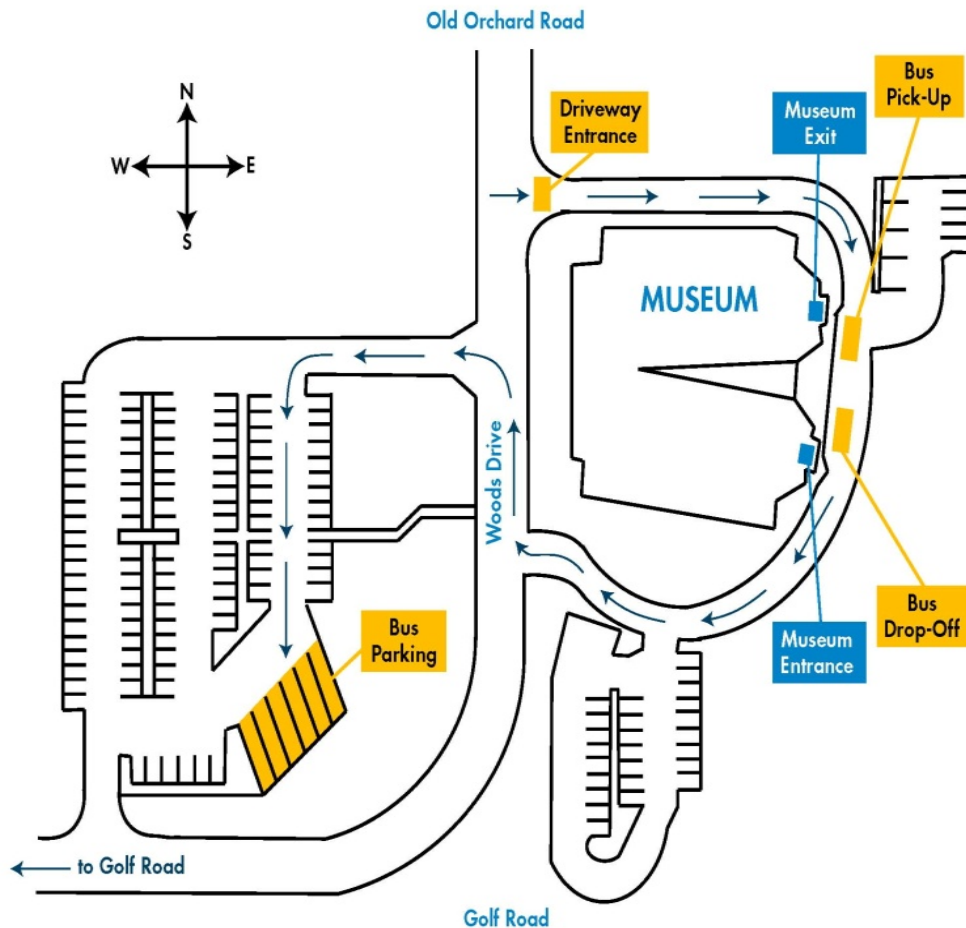 Old Orchard Road
Bus
Pick-Up
Driveway
Entrance
Museum
Exit
N
W
E
S
MUSEUM
Woods Drive
Bus
Parking
Museum
Entrance
Bus
Drop-Off
to Golf Road
Golf Road